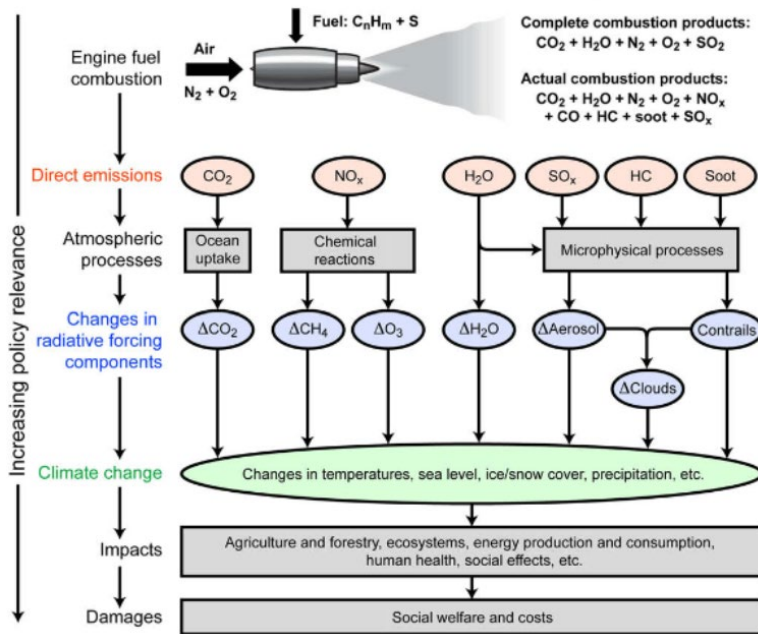 Fuel: CₙHₘ + S
Complete combustion products:
CO₂ + H₂O + N₂ + O₂ + SO₂
Engine fuel
combustion
Air
N₂ + O₂
Actual combustion products:
CO₂ + H₂O + N₂ + O₂ + NOₓ
+ CO + HC + soot + SOₓ
Increasing policy relevance
Direct emissions
CO₂
NOₓ
H₂O
SOₓ
HC
Soot
Atmospheric
processes
Ocean
uptake
Chemical
reactions
Microphysical processes
Changes in
radiative forcing
components
ΔCO₂
ΔCH₄
ΔO₃
ΔH₂O
ΔAerosol
Contrails
ΔClouds
Climate change
Changes in temperatures, sea level, ice/snow cover, precipitation, etc.
Impacts
Agriculture and forestry, ecosystems, energy production and consumption,
human health, social effects, etc.
Damages
Social welfare and costs